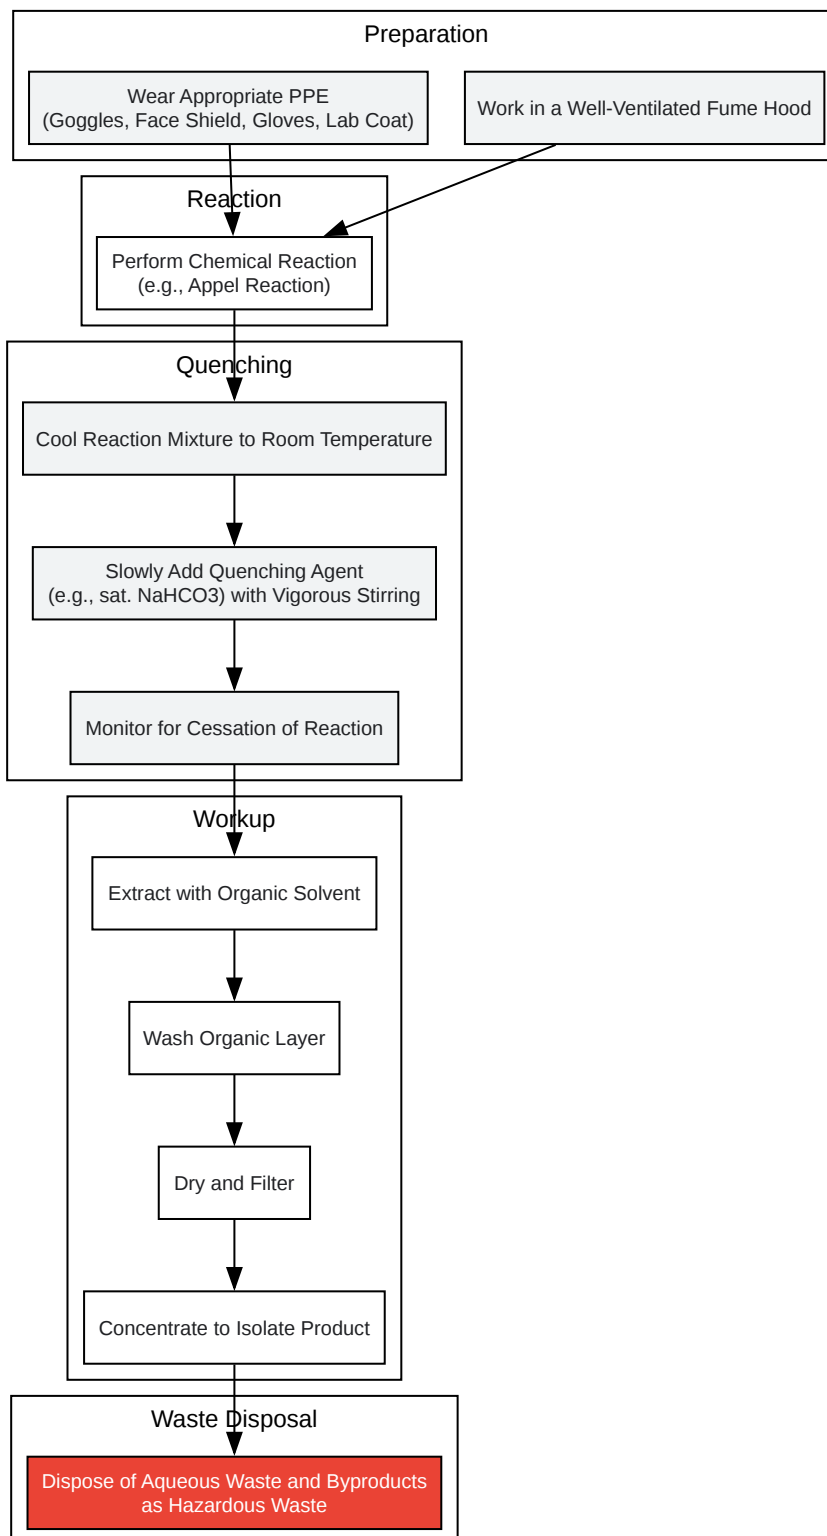 Preparation
Wear Appropriate PPE
(Goggles, Face Shield, Gloves, Lab Coat)
Work in a Well-Ventilated Fume Hood
Reaction
Perform Chemical Reaction
(e.g., Appel Reaction)
Quenching
Cool Reaction Mixture to Room Temperature
Slowly Add Quenching Agent
(e.g., sat. NaHCO3) with Vigorous Stirring
Monitor for Cessation of Reaction
Workup
Extract with Organic Solvent
Wash Organic Layer
Dry and Filter
Concentrate to Isolate Product
Waste Disposal
Dispose of Aqueous Waste and Byproducts
as Hazardous Waste